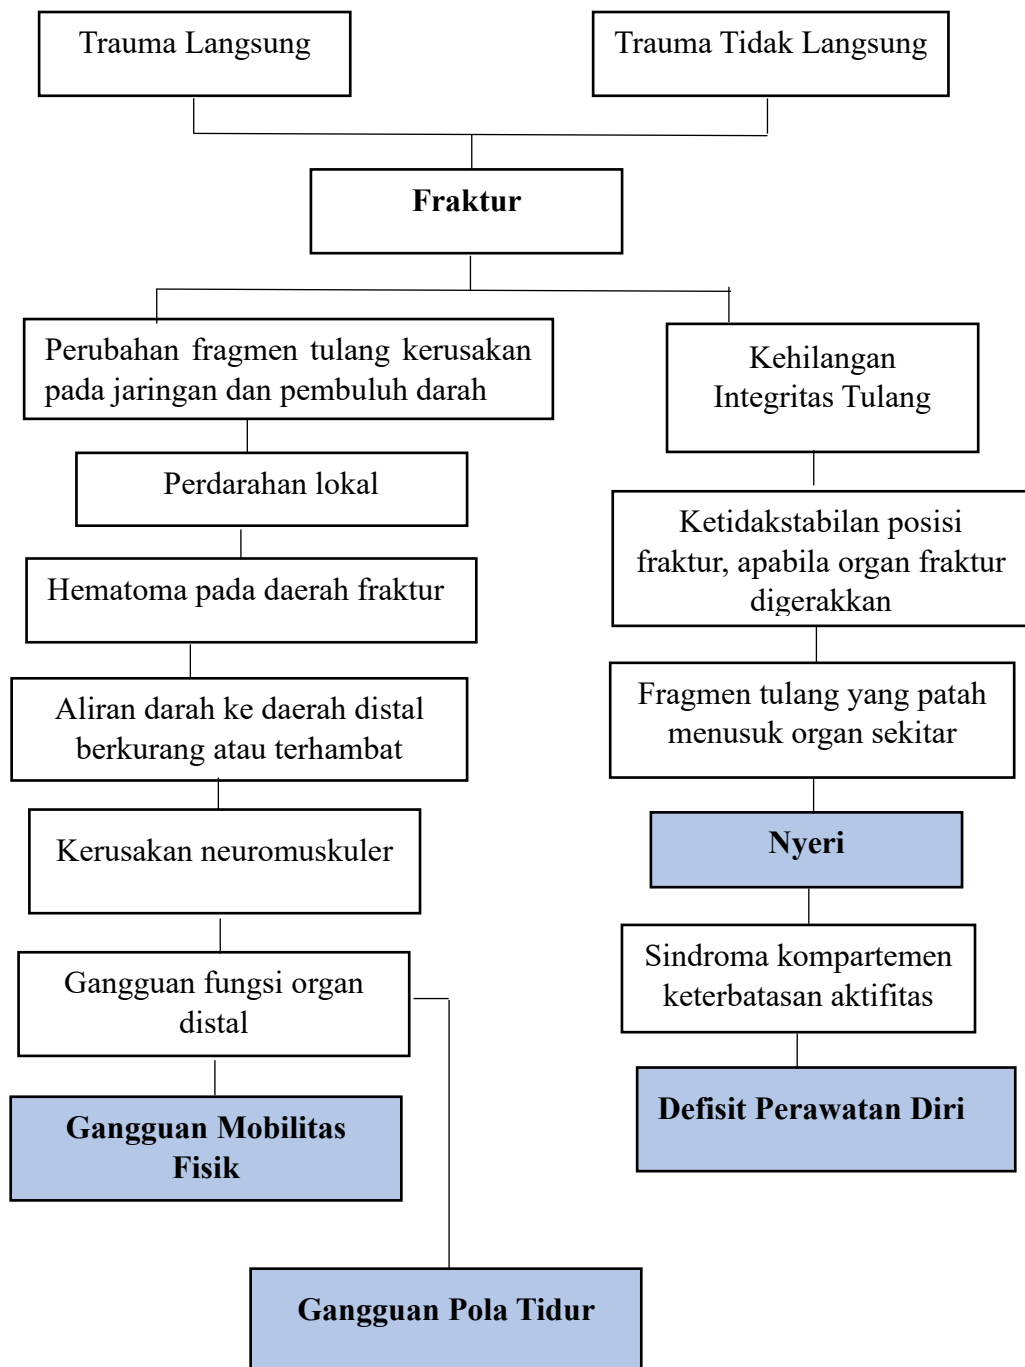 Trauma Langsung
Trauma Tidak Langsung
Fraktur
Perubahan fragmen tulang kerusakan
pada jaringan dan pembuluh darah
Kehilangan
Integritas Tulang
Perdarahan lokal
Ketidakstabilan posisi
fraktur, apabila organ fraktur
digerakkan
Hematoma pada daerah fraktur
Aliran darah ke daerah distal
berkurang atau terhambat
Fragmen tulang yang patah
menusuk organ sekitar
Kerusakan neuromuskuler
Nyeri
Gangguan fungsi organ
distal
Sindroma kompartemen
keterbatasan aktifitas
Gangguan Mobilitas
Fisik
Defisit Perawatan Diri
Gangguan Pola Tidur